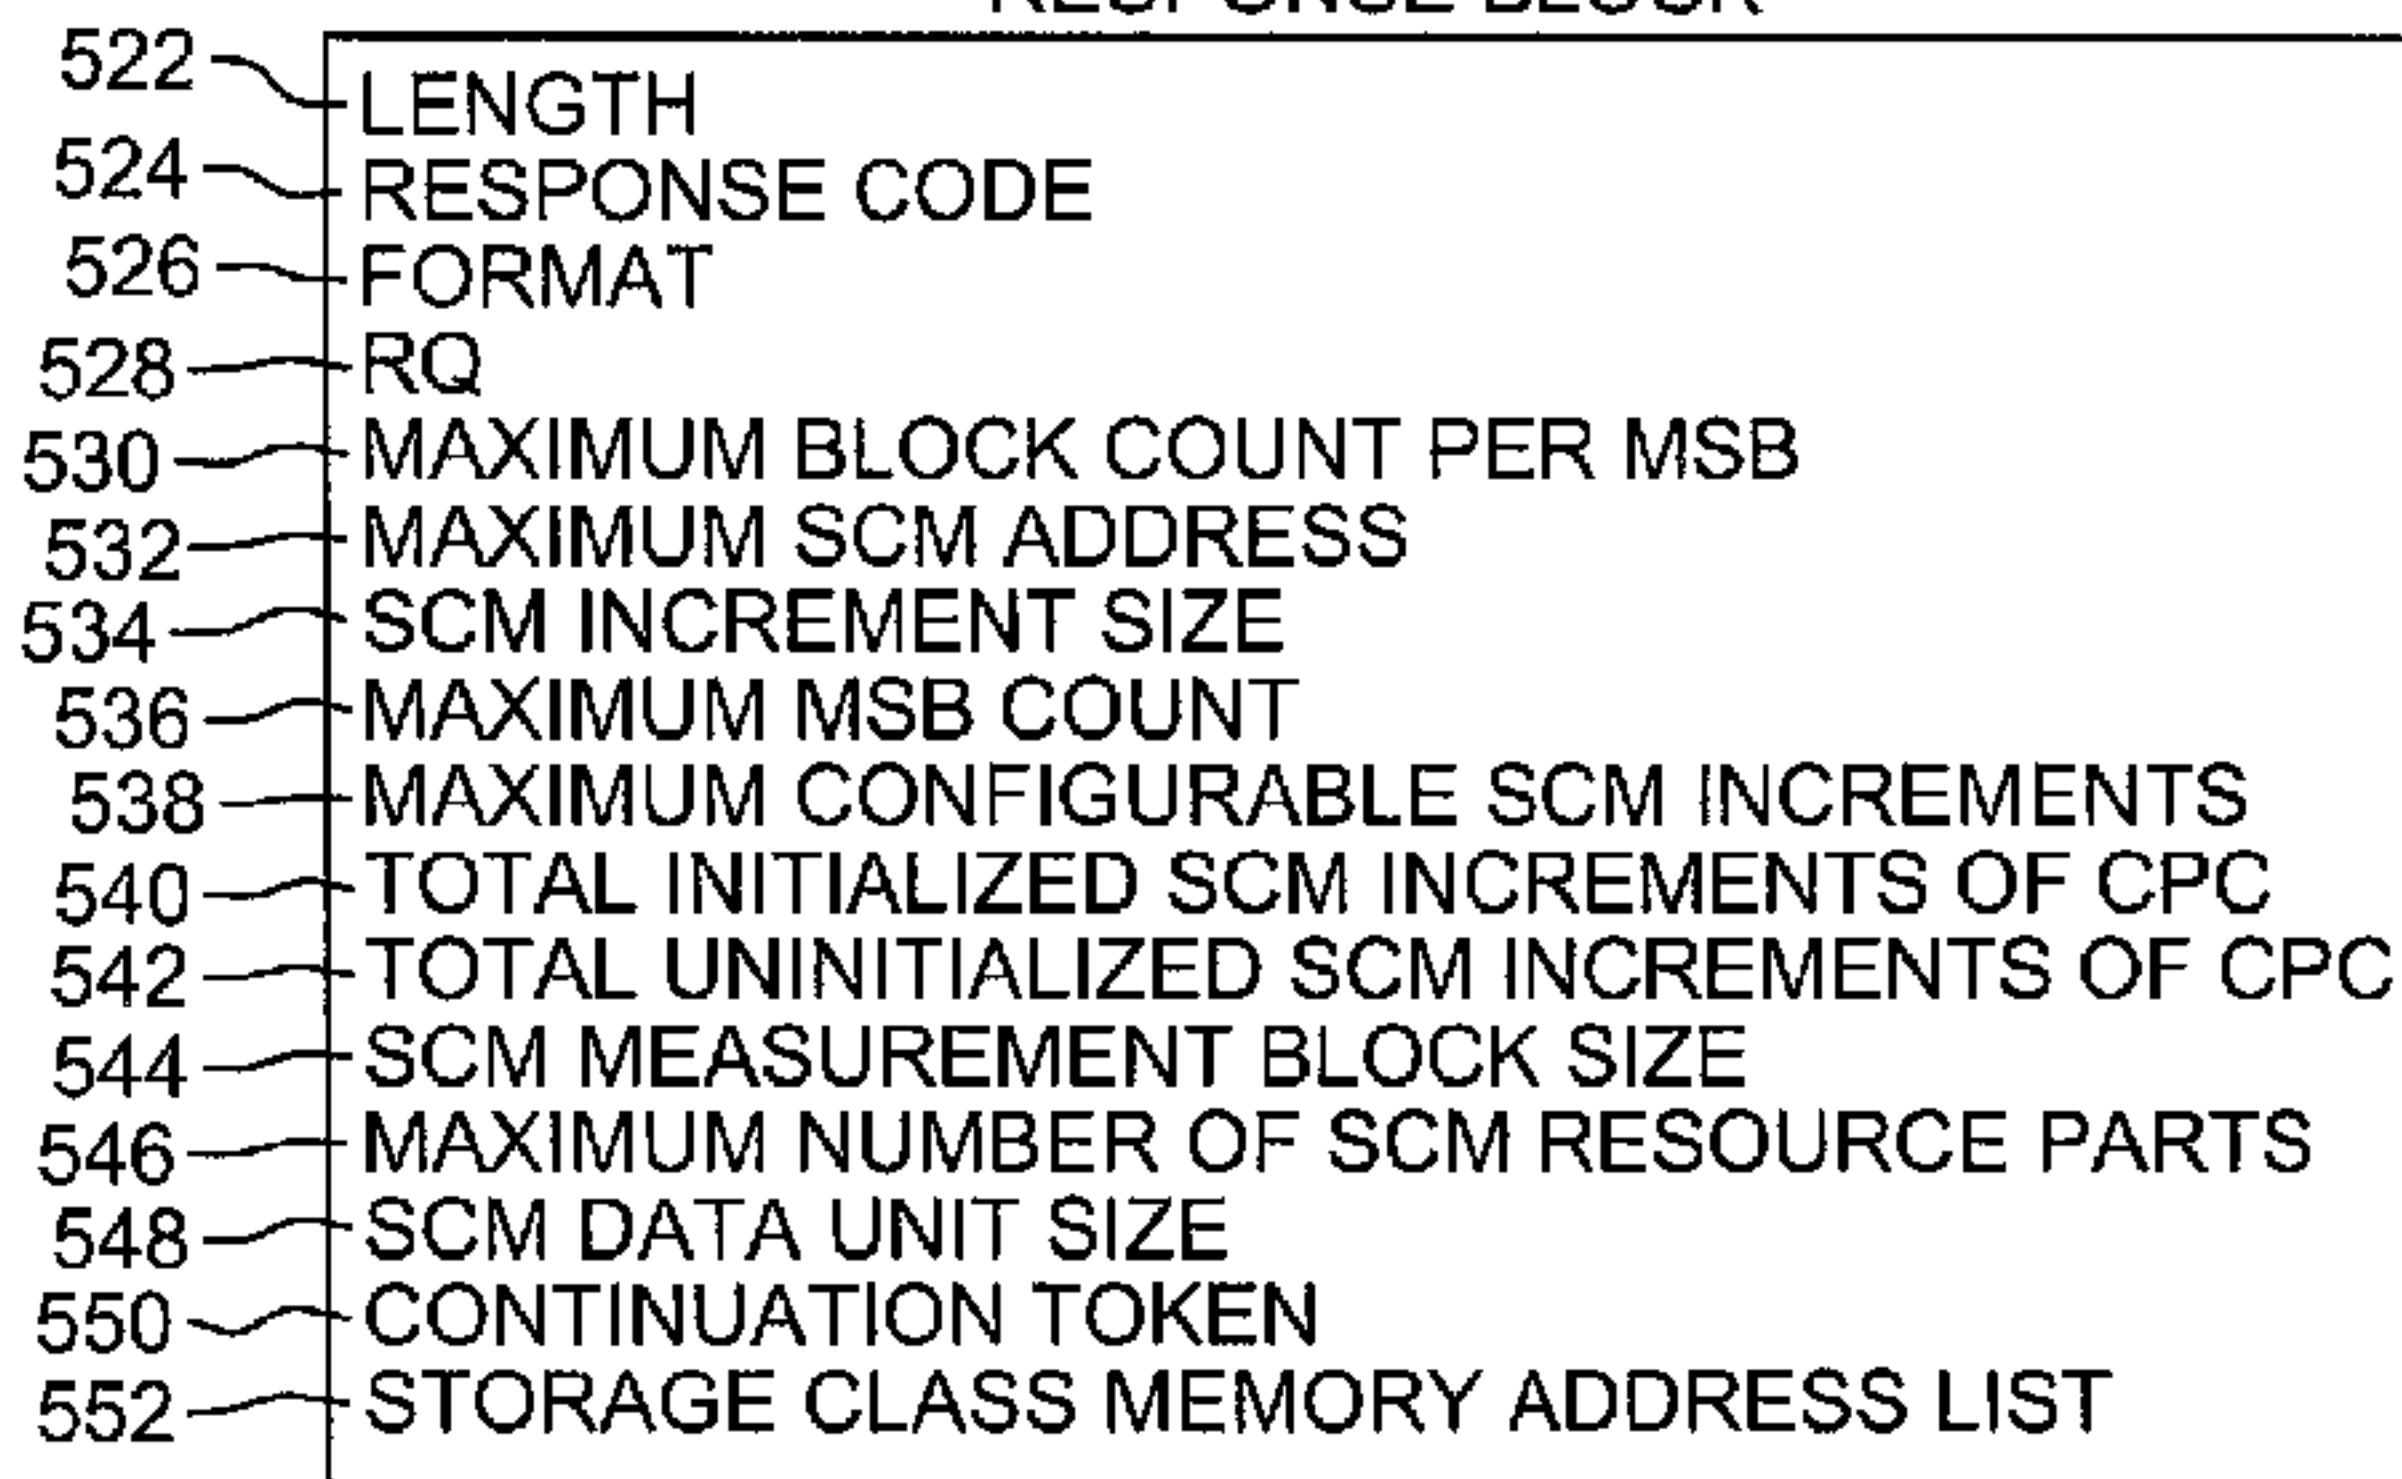 RESPONSE BLOCK
522 LENGTH
524 RESPONSE CODE
526 FORMAT
528 RQ
530 MAXIMUM BLOCK COUNT PER MSB
532 MAXIMUM SCM ADDRESS
534 SCM INCREMENT SIZE
536 MAXIMUM MSB COUNT
538 MAXIMUM CONFIGURABLE SCM INCREMENTS
540 TOTAL INITIALIZED SCM INCREMENTS OF CPC
542 TOTAL UNINITIALIZED SCM INCREMENTS OF CPC
544 SCM MEASUREMENT BLOCK SIZE
546 MAXIMUM NUMBER OF SCM RESOURCE PARTS
548 SCM DATA UNIT SIZE
550 CONTINUATION TOKEN
552 STORAGE CLASS MEMORY ADDRESS LIST